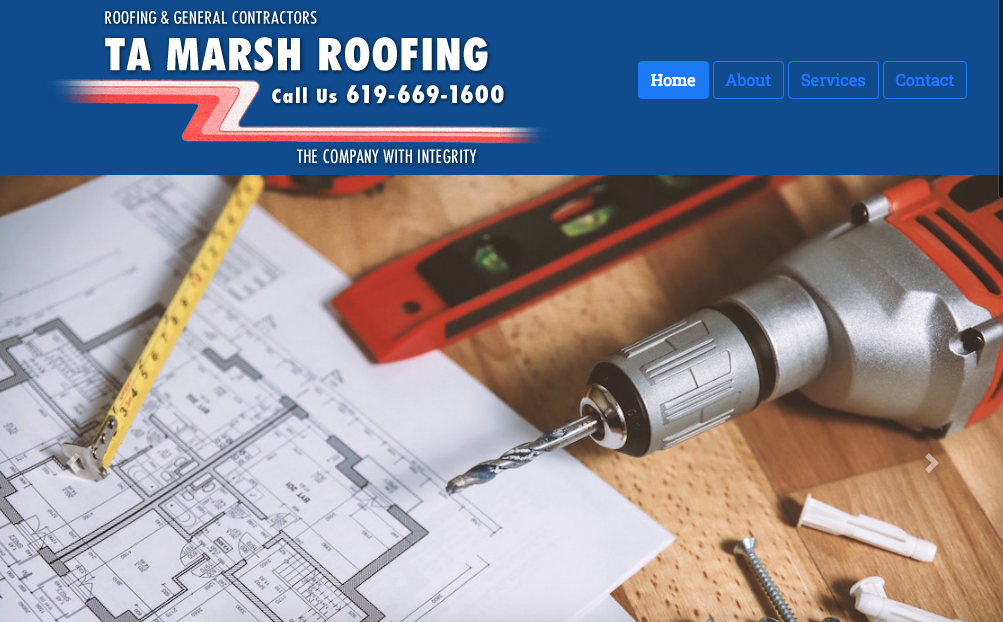 ROOFING & GENERAL CONTRACTORS
TA MARSH ROOFING
Call Us 619-669-1600
THE COMPANY WITH INTEGRITY
Home About Services Contact